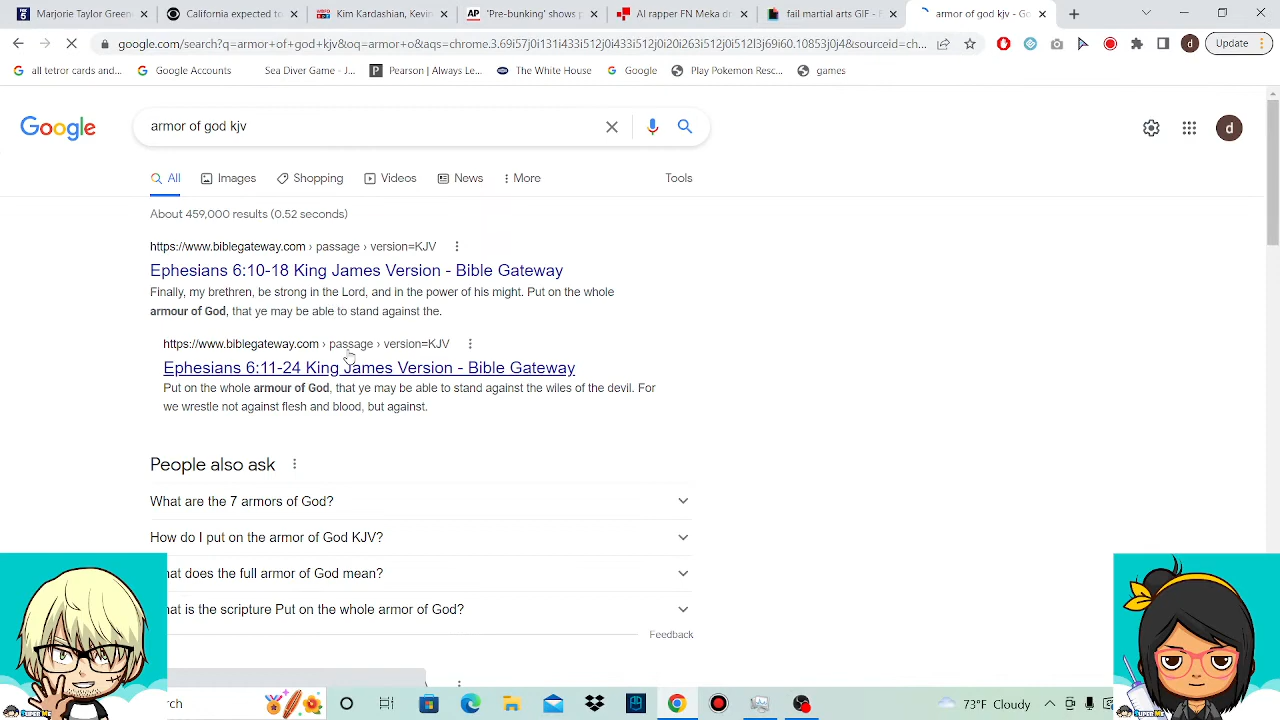 Marjorie Taylor Green
California expected to
Kim Kardashian, Kevin
AP 'Pre-bunking' shows p
AI rapper FN Meka dr
fail martial arts GIF - F
armor of god kjv - Go
google.com/search?q=armor+of+god+kjv&
Update
all tetror cards and...
Google Accounts
Sea Diver Game - J...
P Pearson | Always Le...
The White House
Google
Play Pokemon Resc...
games
Google
armor of god kjv
d
All
Images
Shopping
Videos
News
More
Tools
About 459,000 results (0.52 seconds)
https://www.biblegateway.com › passage › version=KJV
Ephesians 6:10-18 King James Version - Bible Gateway
Finally, my brethren, be strong in the Lord, and in the power of his might. Put on the whole
armour of God, that ye may be able to stand against the.
https://www.biblegateway.com › passage › version=KJV
Ephesians 6:11-24 King James Version - Bible Gateway
Put on the whole armour of God, that ye may be able to stand against the wiles of the devil. For
we wrestle not against flesh and blood, but against.
People also ask
What are the 7 armors of God?
How do I put on the armor of God KJV?
hat does the full armor of God mean?
hat is the scripture Put on the whole armor of God?
Feedback
rch
73°F Cloudy
SUPER ME
SUPER ME